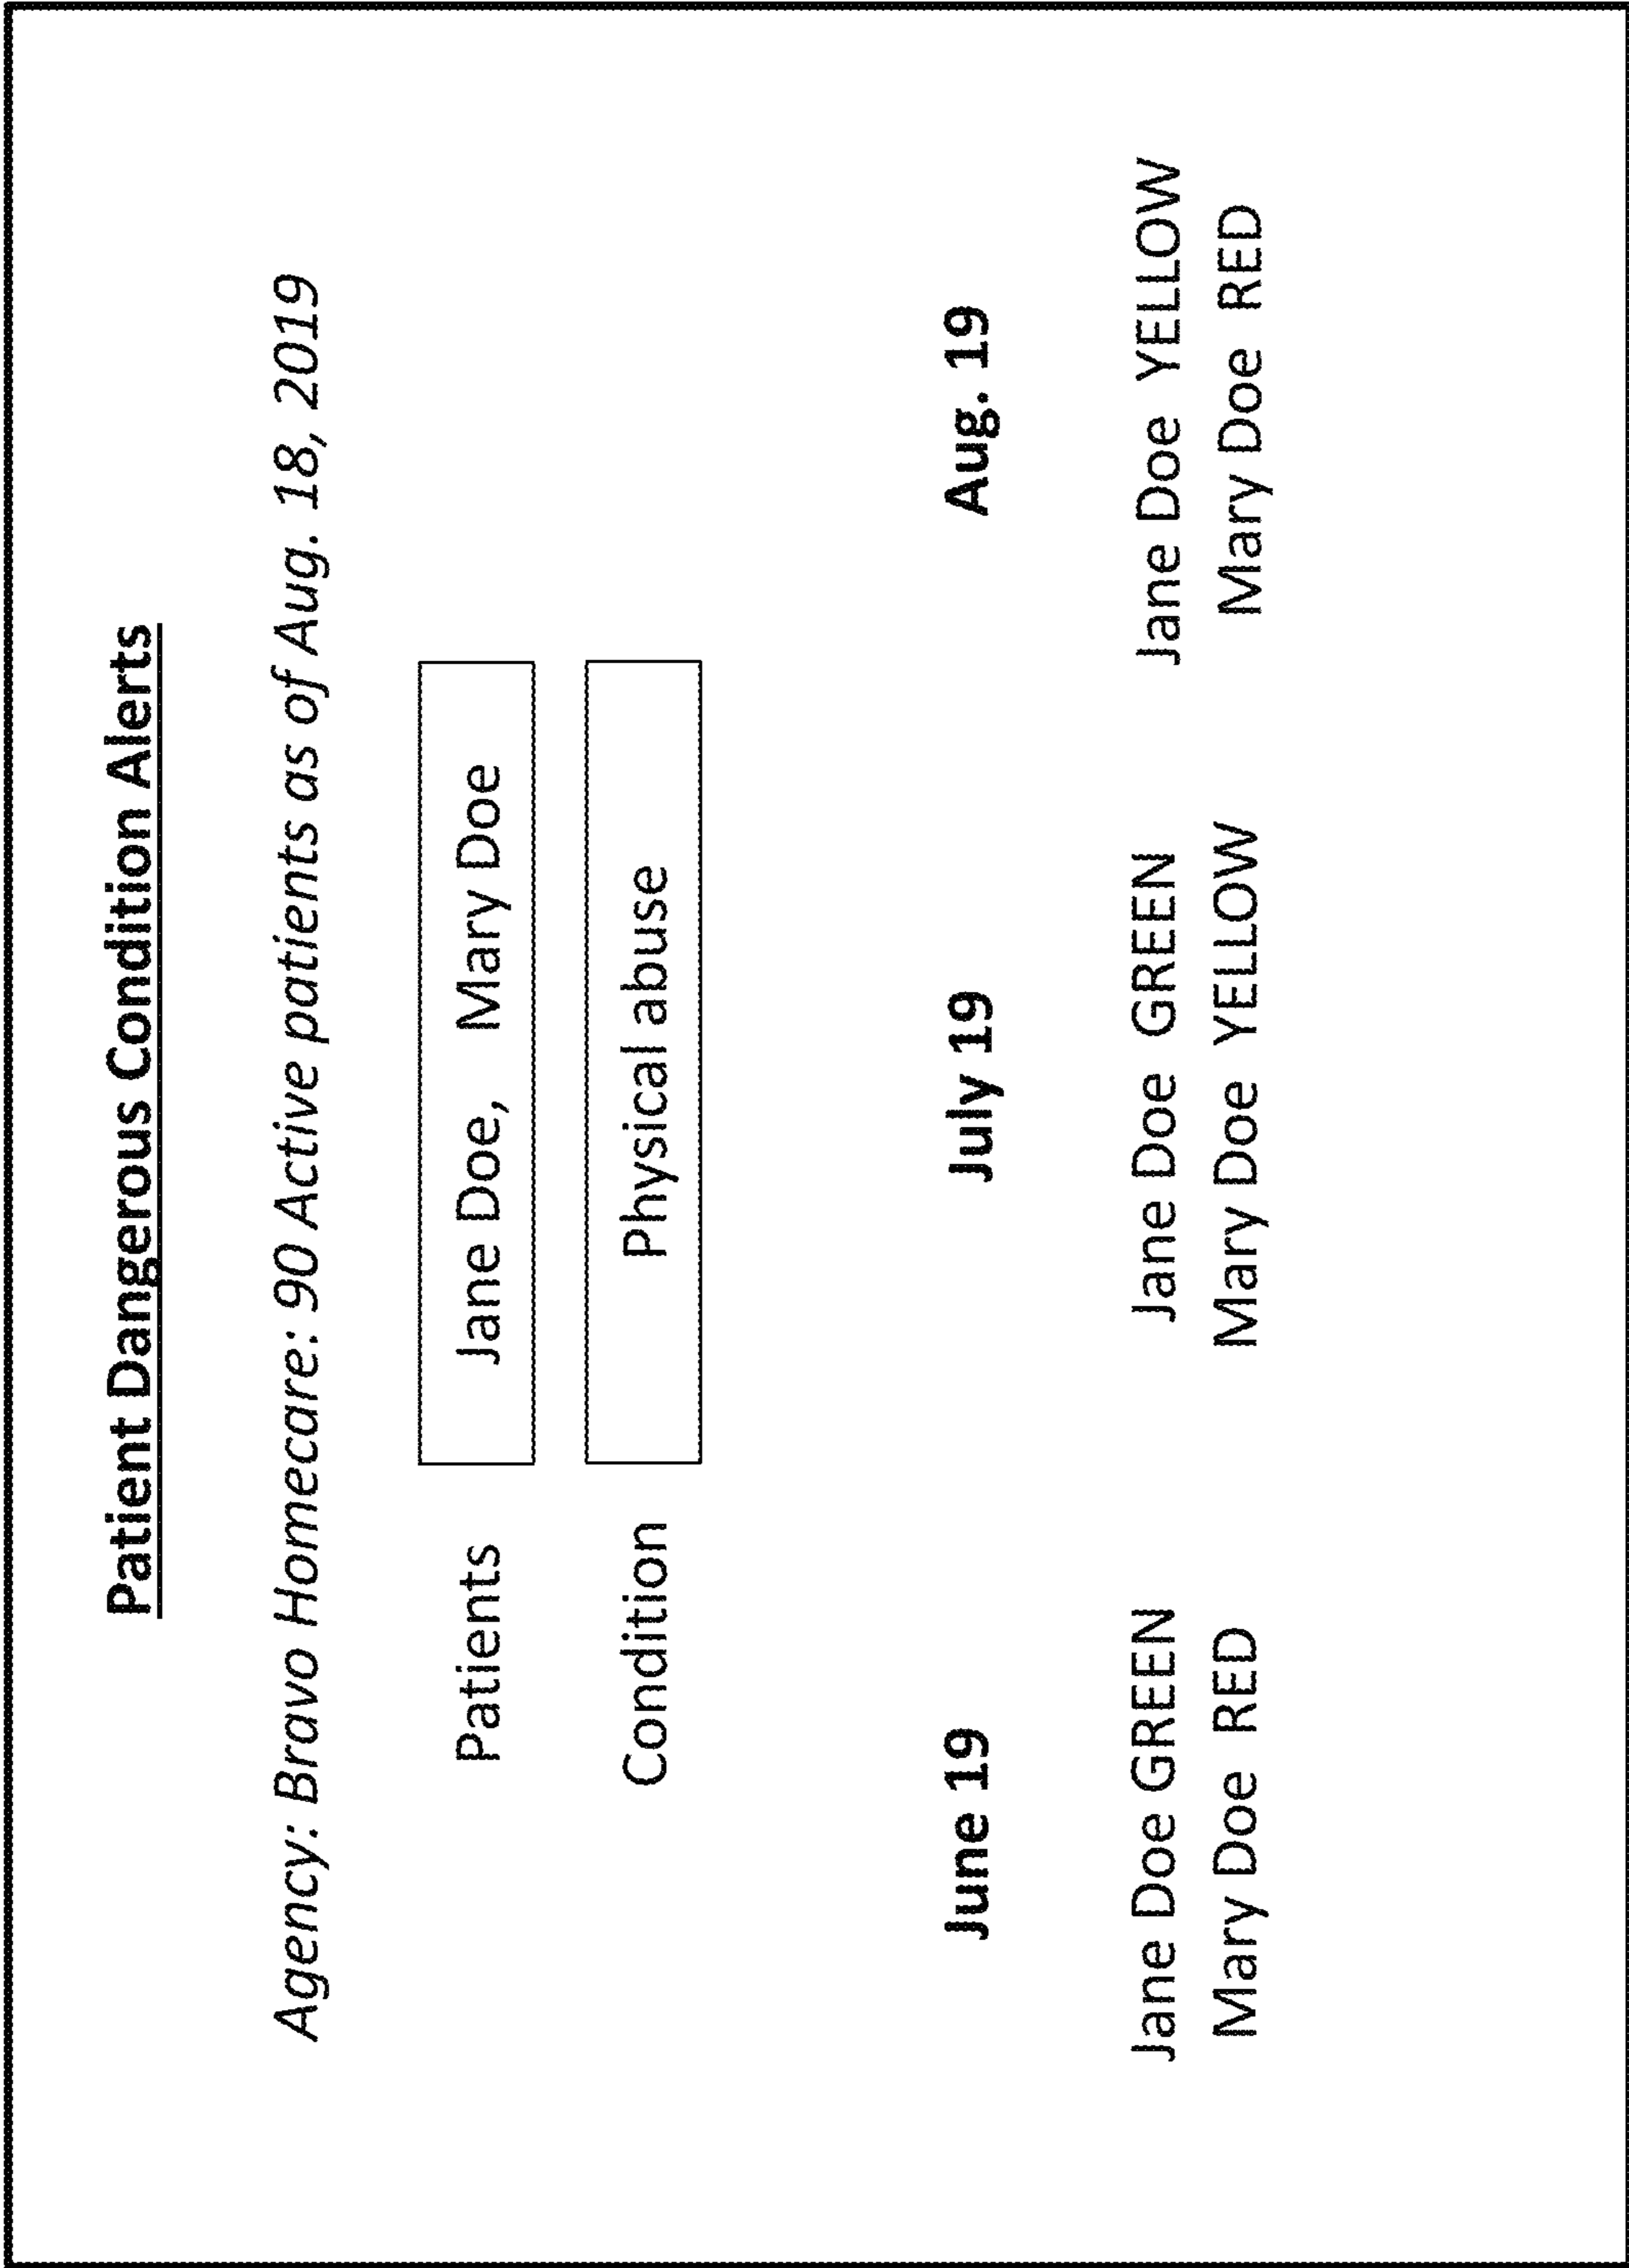 Patient Dangerous Condition Alerts
Agency: Bravo Homecare: 90 Active patients as of Aug. 18, 2019
Patients Jane Doe, Mary Doe
Condition Physical abuse
June 19 July 19 Aug. 19
Jane Doe GREEN Jane Doe GREEN Jane Doe YELLOW
Mary Doe RED Mary Doe YELLOW Mary Doe RED